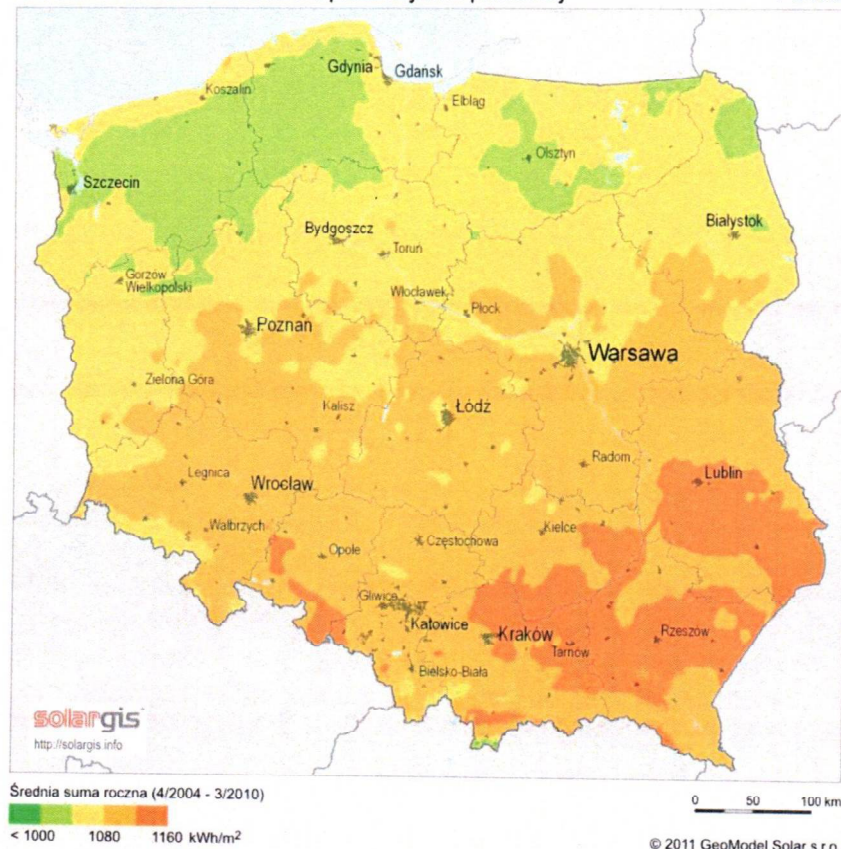 Gdynia
Gdańsk
Koszalin
Elbląg
Olsztyn
Szczecin
Białystok
Bydgoszcz
Toruń
Gorzów
Wielkopolski
Włocławek
Płock
Poznan
Warsawa
Zielona Góra
Kalisz
Łódź
Radom
Lublin
Legnica
Wrocław
Wałbrzych
Kielce
Opole
Częstochowa
Gliwice
Katowice
Kraków
Tarnów
Rzeszów
Bielsko-Biała
solargis
http://solargis.info
Średnia suma roczna (4/2004 - 3/2010)
0 50 100 km
< 1000 1080 1160 kWh/m²
© 2011 GeoModel Solar s.r.o.